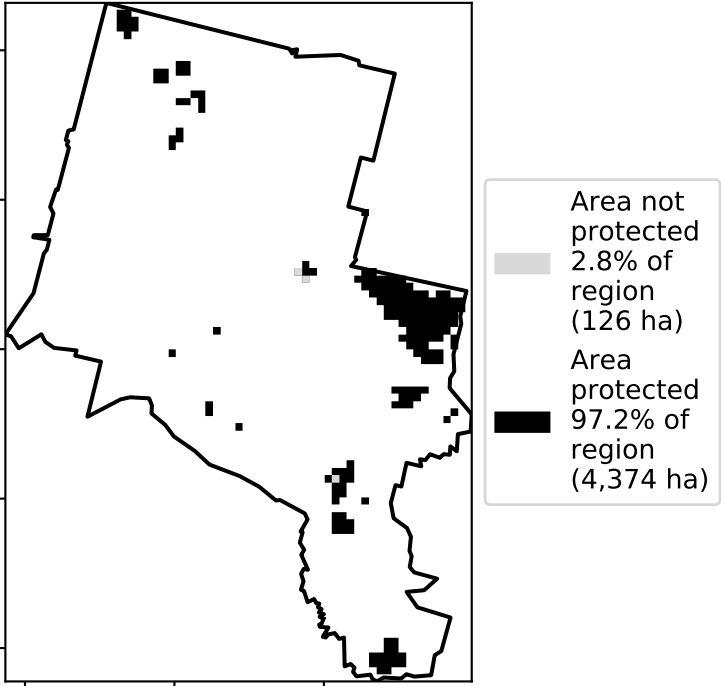 Area not
protected
2.8% of
region
(126 ha)
Area
protected
97.2% of
region
(4,374 ha)